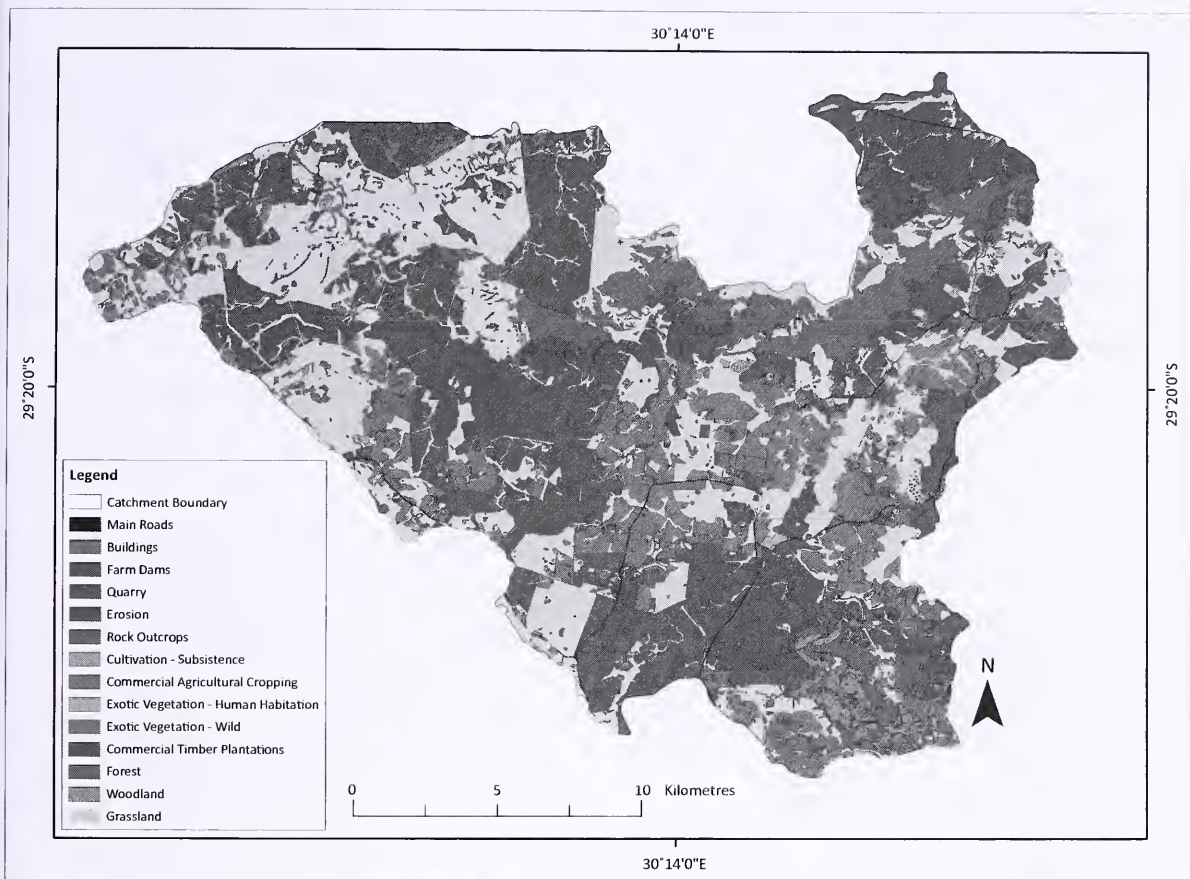 30°14'0"E
29°20'0"S
29°20'0"S
Legend
Catchment Boundary
Main Roads
Buildings
Farm Dams
Quarry
Erosion
Rock Outcrops
Cultivation - Subsistence
Commercial Agricultural Cropping
Exotic Vegetation - Human Habitation
Exotic Vegetation - Wild
Commercial Timber Plantations
Forest
Woodland
Grassland
N
0 5 10 Kilometres
30°14'0"E